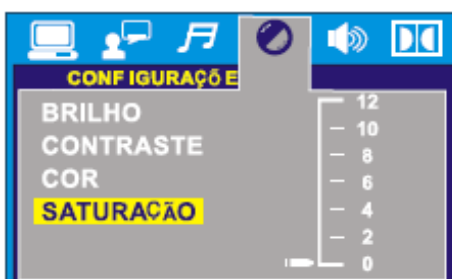 CONFIGURAÇÕE
BRILHO
CONTRASTE
COR
SATURAÇÃO
12
10
8
6
4
2
0